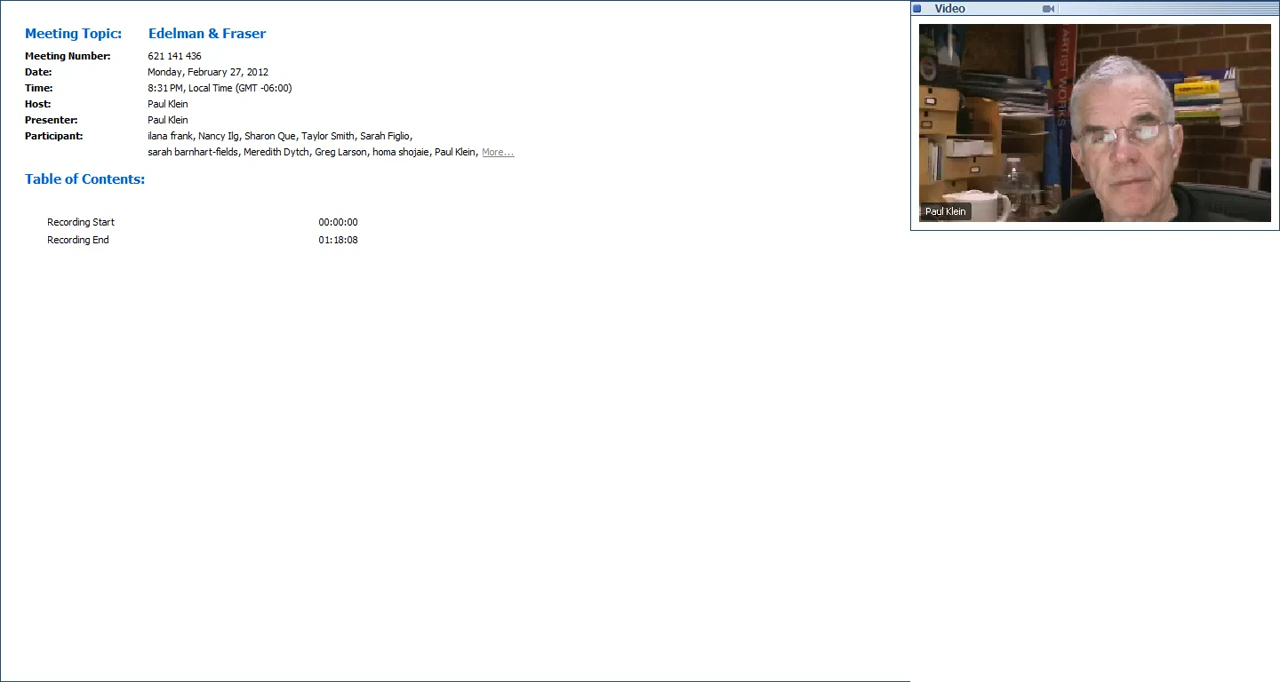 Meeting Topic: Edelman & Fraser
Meeting Number: 621 141 436
Date: Monday, February 27, 2012
Time: 8:31 PM, Local Time (GMT -06:00)
Host: Paul Klein
Presenter: Paul Klein
Participant: ilana frank, Nancy Ilg, Sharon Que, Taylor Smith, Sarah Figlio,
sarah barnhart-fields, Meredith Dytch, Greg Larson, homa shojaie, Paul Klein, More...
Table of Contents:
Recording Start 00:00:00
Recording End 01:18:08
Video
ARTIST WORKS
Paul Klein